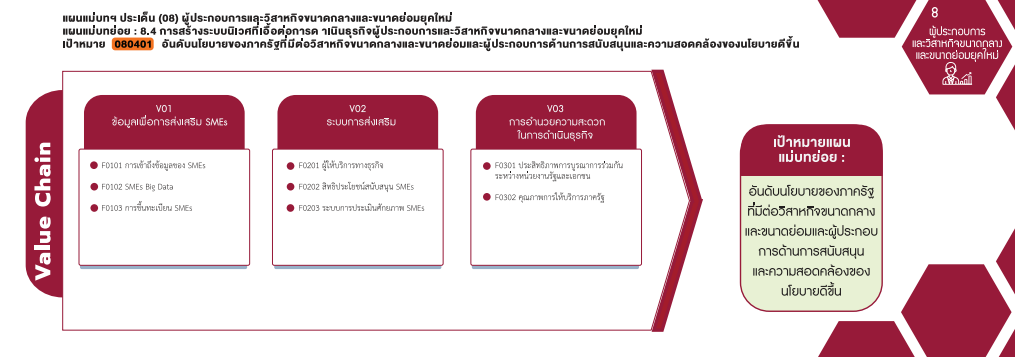 แผนแม่บทฯ ประเด็น (08) ผู้ประกอบการและวิสาหกิจขนาดกลางและขนาดย่อมยุคใหม่
แผนแม่บทย่อย : 8.4 การสร้างระบบนิเวศที่เอื้อต่อการด าเนินธุรกิจผู้ประกอบการและวิสาหกิจขนาดกลางและขนาดย่อมยุคใหม่
เป้าหมาย 080401 อันดับนโยบายของภาครัฐที่มีต่อวิสาหกิจขนาดกลางและขนาดย่อมและผู้ประกอบการด้านการสนับสนุนและความสอดคล้องของนโยบายดีขึ้น
8
ผู้ประกอบการ
และวิสาหกิจขนาดกลาง
และขนาดย่อมยุคใหม่
Value Chain
V01
ข้อมูลเพื่อการส่งเสริม SMEs
F0101 การเข้าถึงข้อมูลของ SMEs
F0102 SMEs Big Data
F0103 การขึ้นทะเบียน SMEs
V02
ระบบการส่งเสริม
F0201 ผู้ให้บริการทางธุรกิจ
F0202 สิทธิประโยชน์สนับสนุน SMEs
F0203 ระบบการประเมินศักยภาพ SMEs
V03
การอำนวยความสะดวก
ในการดำเนินธุรกิจ
F0301 ประสิทธิภาพการบูรณาการร่วมกัน
ระหว่างหน่วยงานรัฐและเอกชน
F0302 คุณภาพการให้บริการภาครัฐ
เป้าหมายแผน
แม่บทย่อย :
อันดับนโยบายของภาครัฐ
ที่มีต่อวิสาหกิจขนาดกลาง
และขนาดย่อมและผู้ประกอบ
การด้านการสนับสนุน
และความสอดคล้องของ
นโยบายดีขึ้น